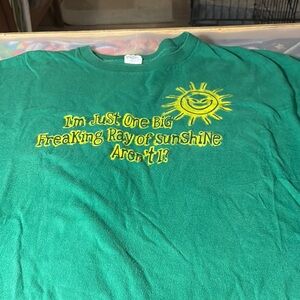 I'm Just One Big
Freaking Ray of Sunshine
Aren't I?